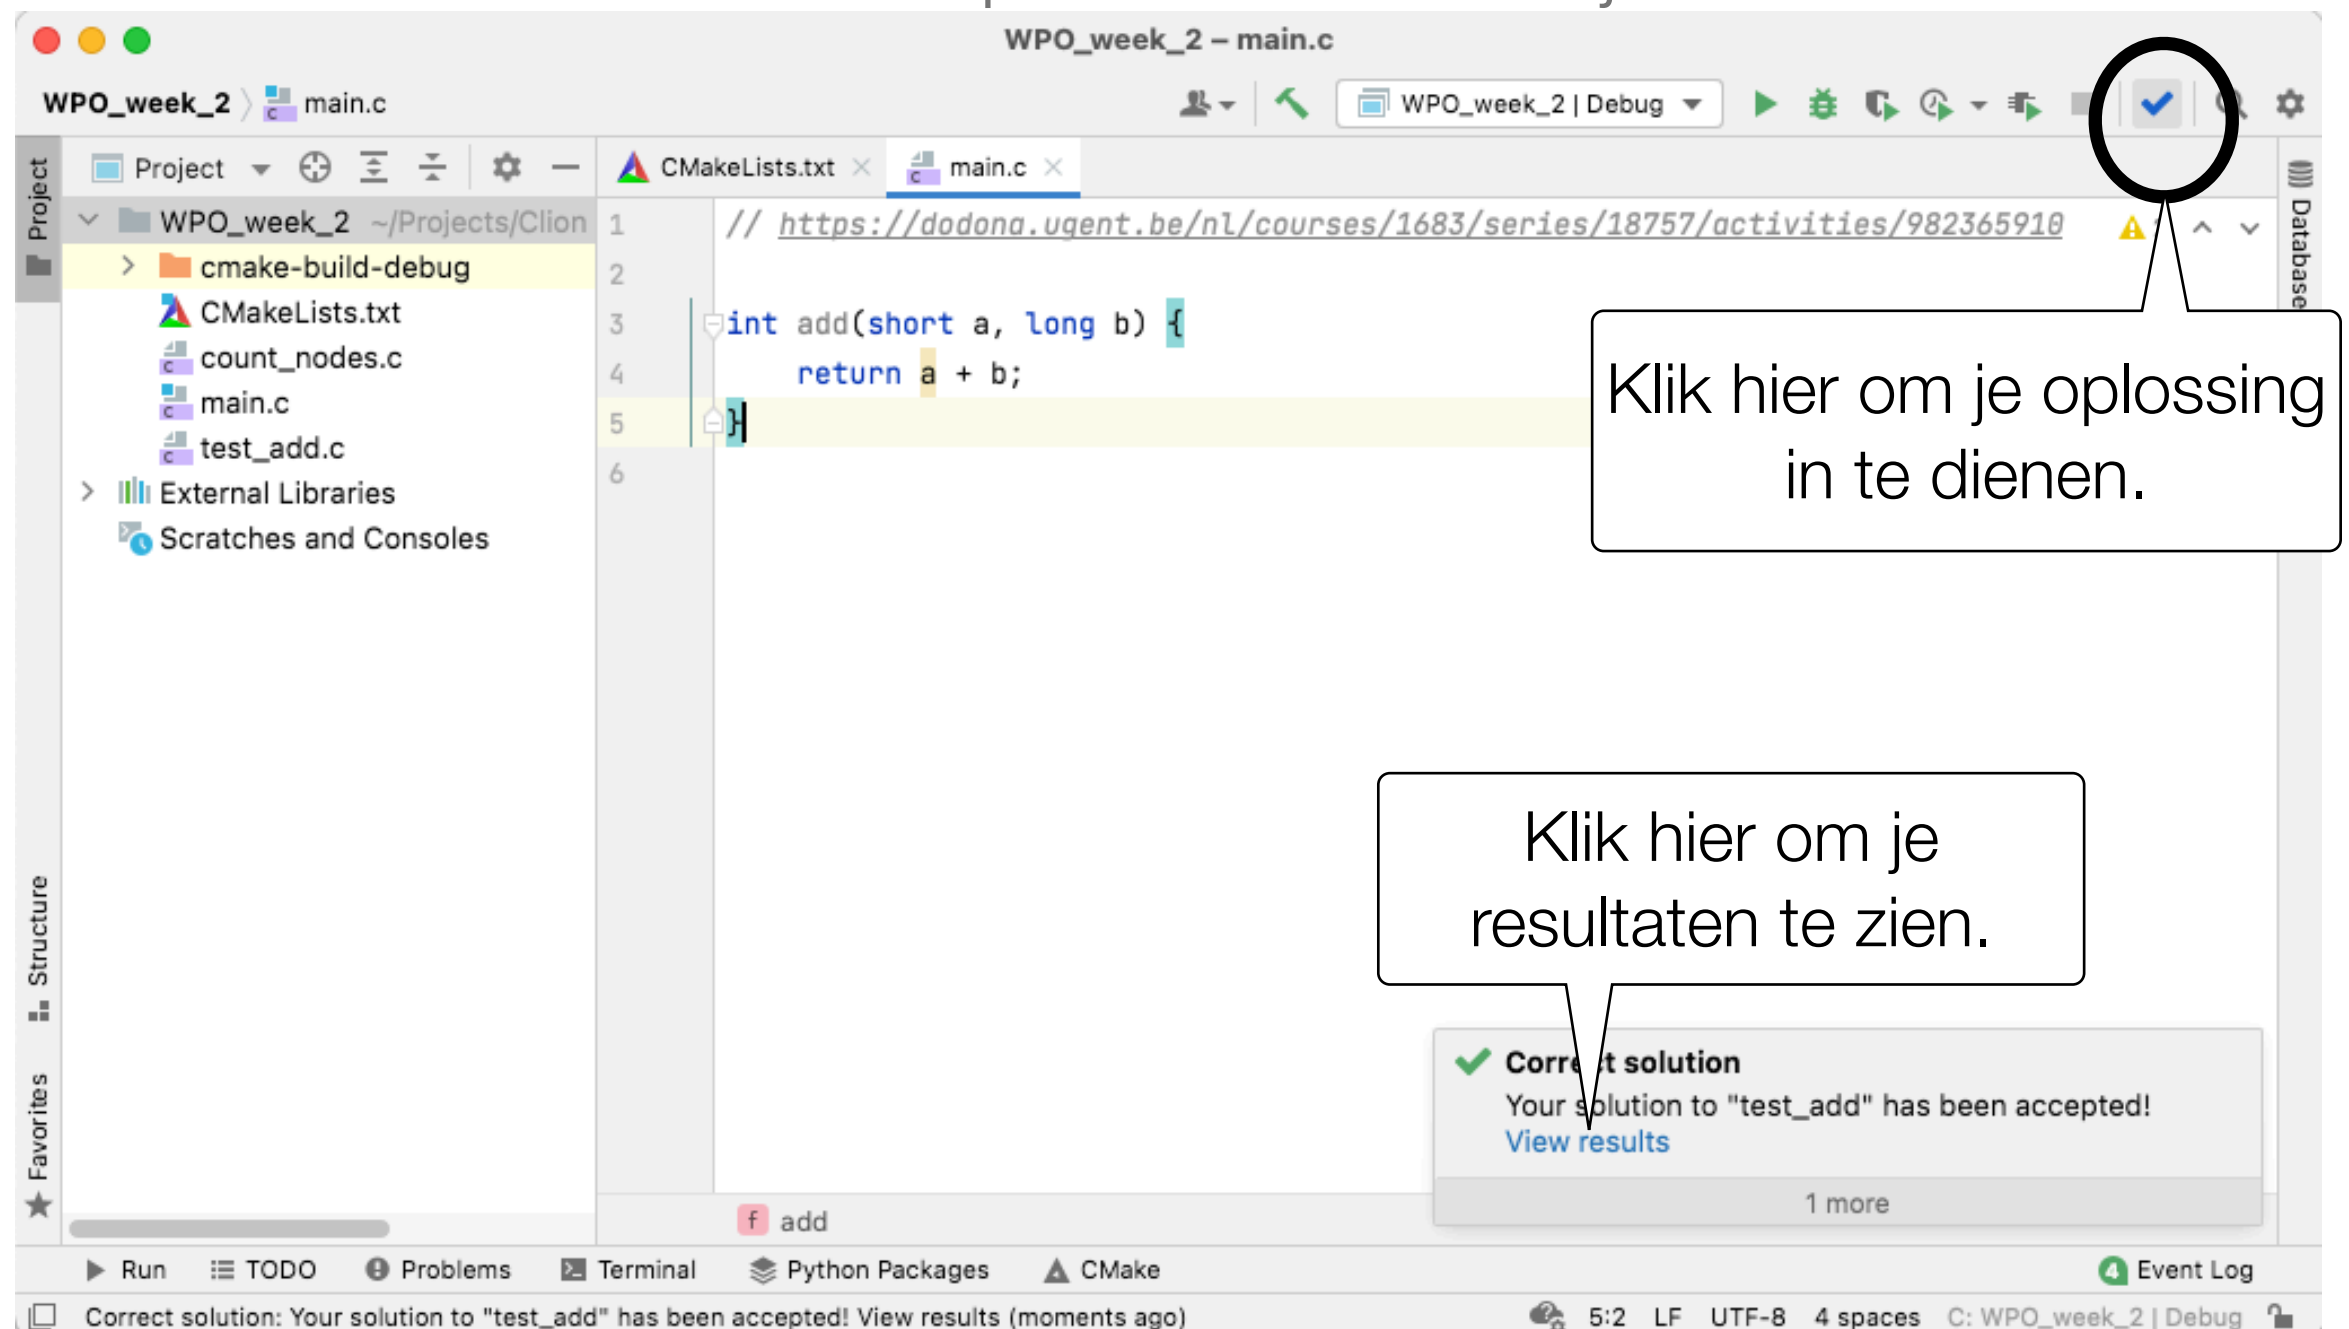 WPO_week_2 – main.c
WPO_week_2 main.c
WPO_week_2 | Debug
Project
Project
CMakeLists.txt
main.c
WPO_week_2 ~/Projects/Clion
cmake-build-debug
CMakeLists.txt
count_nodes.c
main.c
test_add.c
External Libraries
Scratches and Consoles
1 // https://dodona.ugent.be/nl/courses/1683/series/18757/activities/982365910
2
3 int add(short a, long b) {
4 return a + b;
5 }
6
Database
Klik hier om je oplossing
in te dienen.
Klik hier om je
resultaten te zien.
Correct solution
Your solution to "test_add" has been accepted!
View results
1 more
Structure
Favorites
f add
Run TODO Problems Terminal Python Packages CMake 4 Event Log
Correct solution: Your solution to "test_add" has been accepted! View results (moments ago) 5:2 LF UTF-8 4 spaces C: WPO_week_2 | Debug